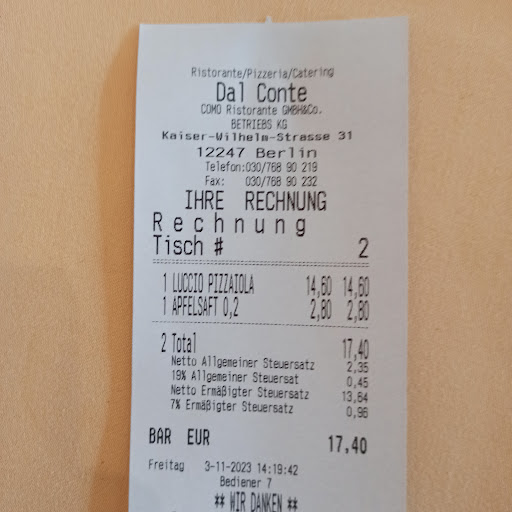 Ristorante/Pizzeria/Catering
Dal Conte
COMO Ristorante GMBH&Co.
BETRIEBS KG
Kaiser-Wilhelm-Strasse 31
12247 Berlin
Telefon:030/768 90 219
Fax: 030/768 90 232
IHRE RECHNUNG
Rechnung
Tisch # 2
1 LUCCIO PIZZAIOLA 14,60 14,60
1 APFELSAFT 0,2 2,80 2,80
2 Total 17,40
Netto Allgemeiner Steuersatz 2,35
19% Allgemeiner Steuersat 0,45
Netto Ermäßigter Steuersatz 13,64
7% Ermäßigter Steuersatz 0,96
BAR EUR 17,40
Freitag 3-11-2023 14:19:42
Bediener 7
## WIR DANKEN ##